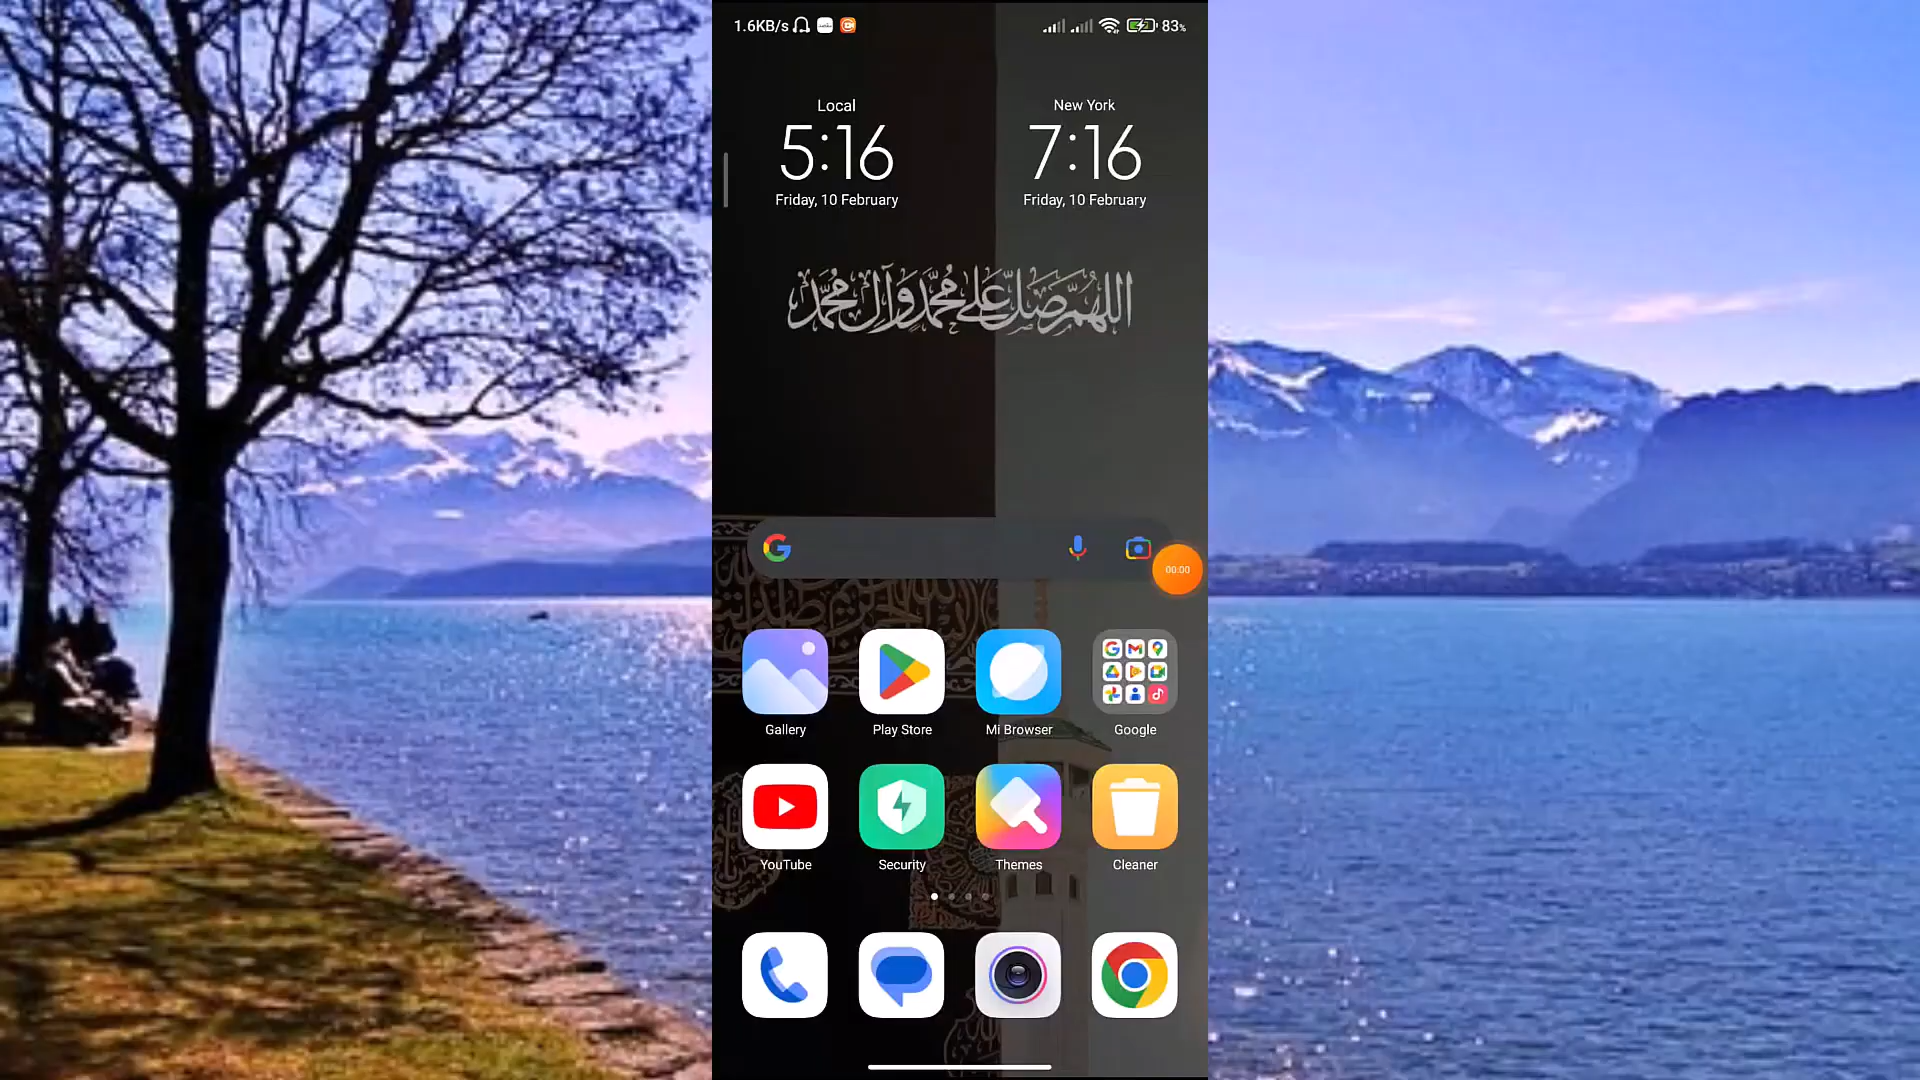 1.6KB/s 83%
Local New York
5:16 7:16
Friday, 10 February Friday, 10 February
اللهم صل على محمد وآل محمد
00:00
Gallery Play Store Mi Browser Google
YouTube Security Themes Cleaner